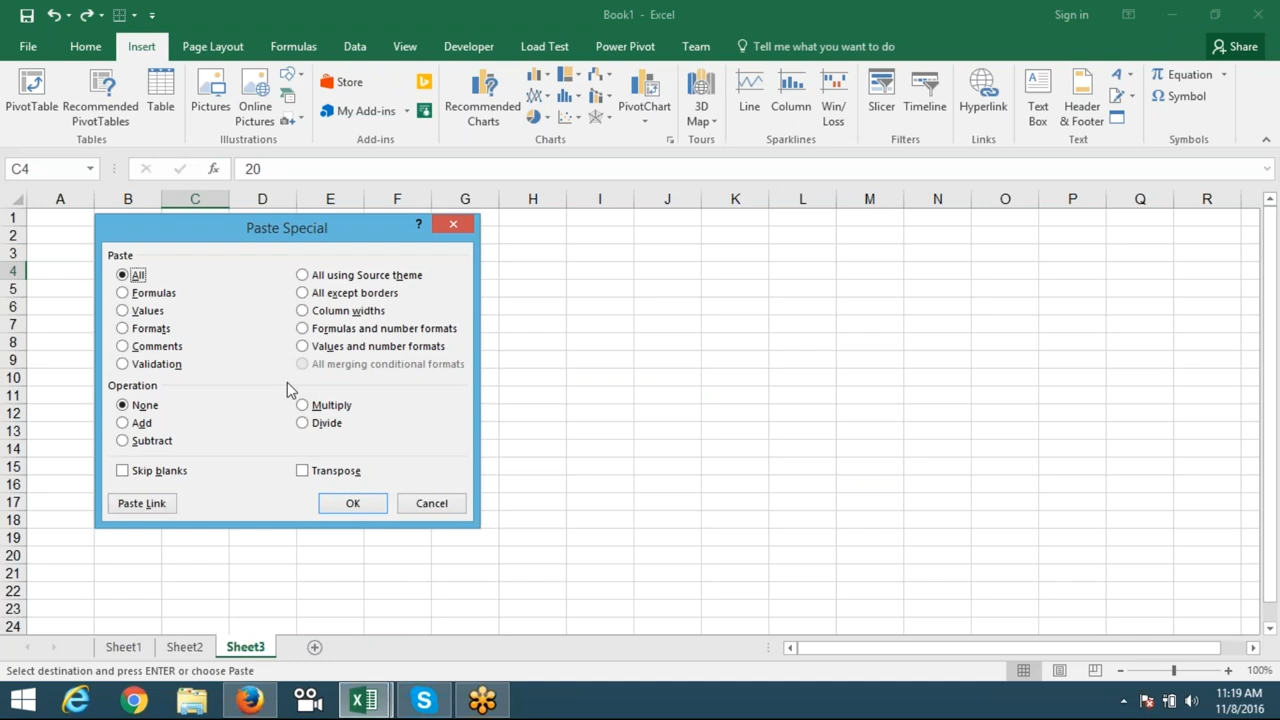 Book1 - Excel
Sign in
File Home Insert Page Layout Formulas Data View Developer Load Test Power Pivot Team Tell me what you want to do Share
PivotTable
Recommended PivotTables
Table
Tables
Pictures
Online Pictures
Illustrations
Store
My Add-ins
Add-ins
Recommended Charts
PivotChart
Charts
3D Map
Tours
Line
Column
Win/ Loss
Sparklines
Slicer
Timeline
Filters
Hyperlink
Links
Text Box
Header & Footer
Text
Equation
Symbol
Symbols
C4 fx 20
A B C D E F G H I J K L M N O P Q R
1
2
3
4
5
6
7
8
9
10
11
12
13
14
15
16
17
18
19
20
21
22
23
24
Paste Special ?
Paste
All All using Source theme
Formulas All except borders
Values Column widths
Formats Formulas and number formats
Comments Values and number formats
Validation All merging conditional formats
Operation
None Multiply
Add Divide
Subtract
Skip blanks Transpose
Paste Link OK Cancel
Sheet1 Sheet2 Sheet3
Select destination and press ENTER or choose Paste 100%
11:19 AM
11/8/2016